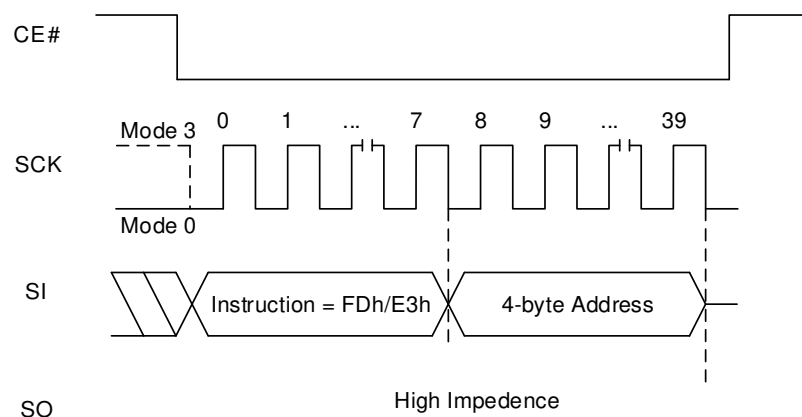 CE#
0 1 ... 7 8 9 ... 39
Mode 3
SCK
Mode 0
SI
Instruction = FDh/E3h
4-byte Address
High Impedence
SO